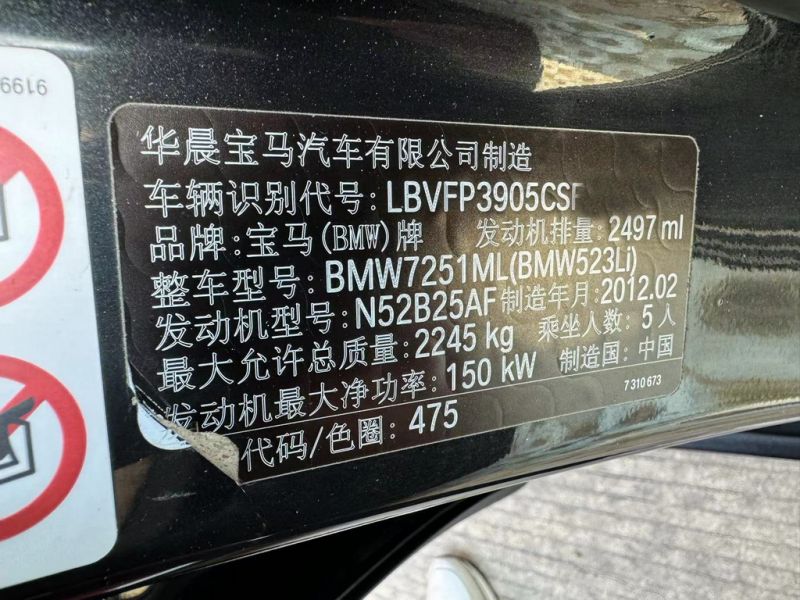 9199
华晨宝马汽车有限公司制造
车辆识别代号: LBVFP3905CSF
品牌: 宝马(BMW)牌 发动机排量: 2497 ml
整车型号: BMW7251ML(BMW523Li)
发动机型号: N52B25AF 制造年月: 2012.02
最大允许总质量: 2245 kg 乘坐人数: 5 人
发动机最大净功率: 150 kW 制造国: 中国
代码/色圈: 475
7 310 673